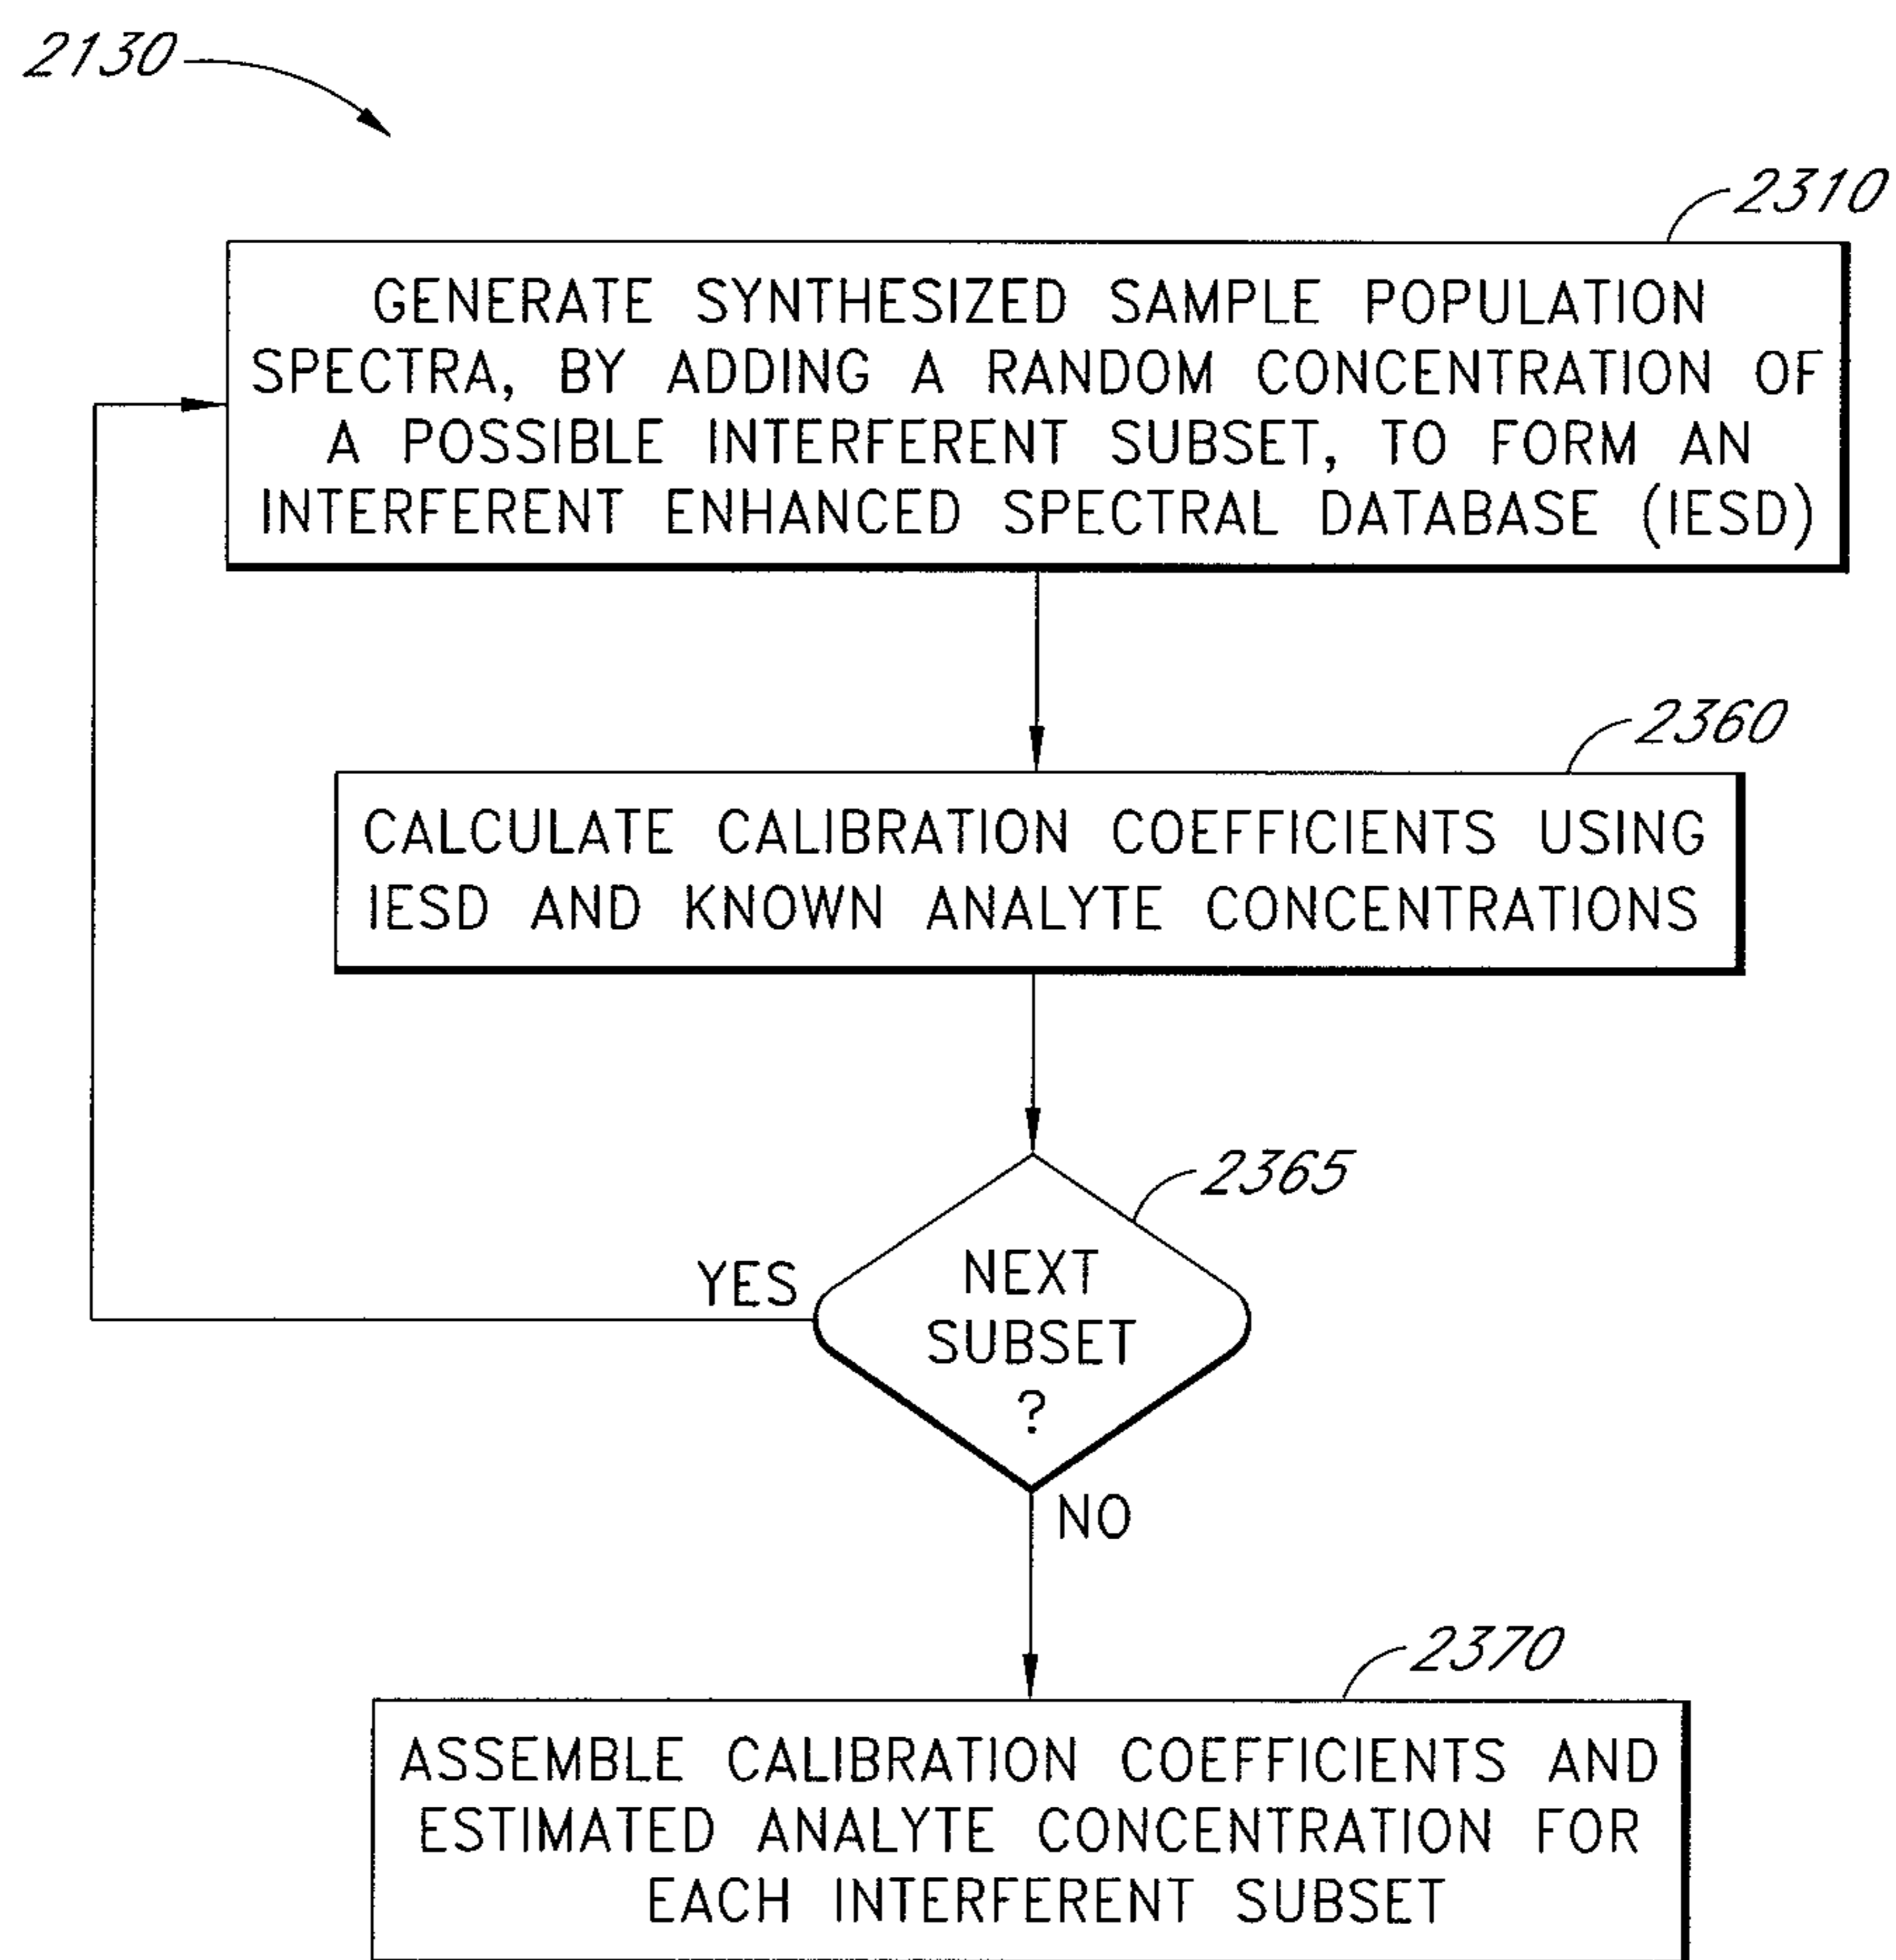 2130
2310
GENERATE SYNTHESIZED SAMPLE POPULATION
SPECTRA, BY ADDING A RANDOM CONCENTRATION OF
A POSSIBLE INTERFERENT SUBSET, TO FORM AN
INTERFERENT ENHANCED SPECTRAL DATABASE (IESD)
2360
CALCULATE CALIBRATION COEFFICIENTS USING
IESD AND KNOWN ANALYTE CONCENTRATIONS
2365
NEXT
SUBSET
?
YES
NO
2370
ASSEMBLE CALIBRATION COEFFICIENTS AND
ESTIMATED ANALYTE CONCENTRATION FOR
EACH INTERFERENT SUBSET